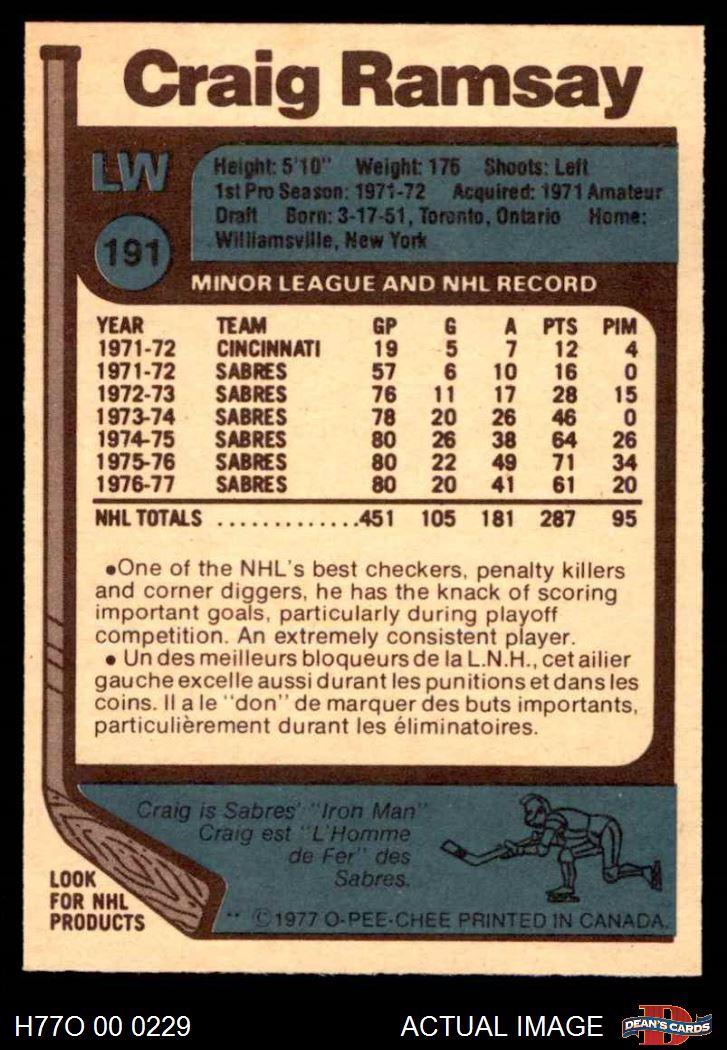 Craig Ramsay
LW
191
Height: 5'10" Weight: 176 Shoots: Left
1st Pro Season: 1971-72 Acquired: 1971 Amateur
Draft Born: 3-17-51, Toronto, Ontario Home:
Williamsville, New York
MINOR LEAGUE AND NHL RECORD
YEAR TEAM GP G A PTS PIM
1971-72 CINCINNATI 19 5 7 12 4
1971-72 SABRES 57 6 10 16 0
1972-73 SABRES 76 11 17 28 15
1973-74 SABRES 78 20 26 46 0
1974-75 SABRES 80 26 38 64 26
1975-76 SABRES 80 22 49 71 34
1976-77 SABRES 80 20 41 61 20
NHL TOTALS .............451 105 181 287 95
●One of the NHL's best checkers, penalty killers
and corner diggers, he has the knack of scoring
important goals, particularly during playoff
competition. An extremely consistent player.
● Un des meilleurs bloqueurs de la L.N.H., cet ailier
gauche excelle aussi durant les punitions et dans les
coins. Il a le "don" de marquer des buts importants,
particulièrement durant les éliminatoires.
Craig is Sabres' "Iron Man"
Craig est "L'Homme
de Fer" des
Sabres.
LOOK
FOR NHL
PRODUCTS
** ©1977 O-PEE-CHEE PRINTED IN CANADA.
H77O 00 0229
ACTUAL IMAGE
D
DEAN'S CARDS